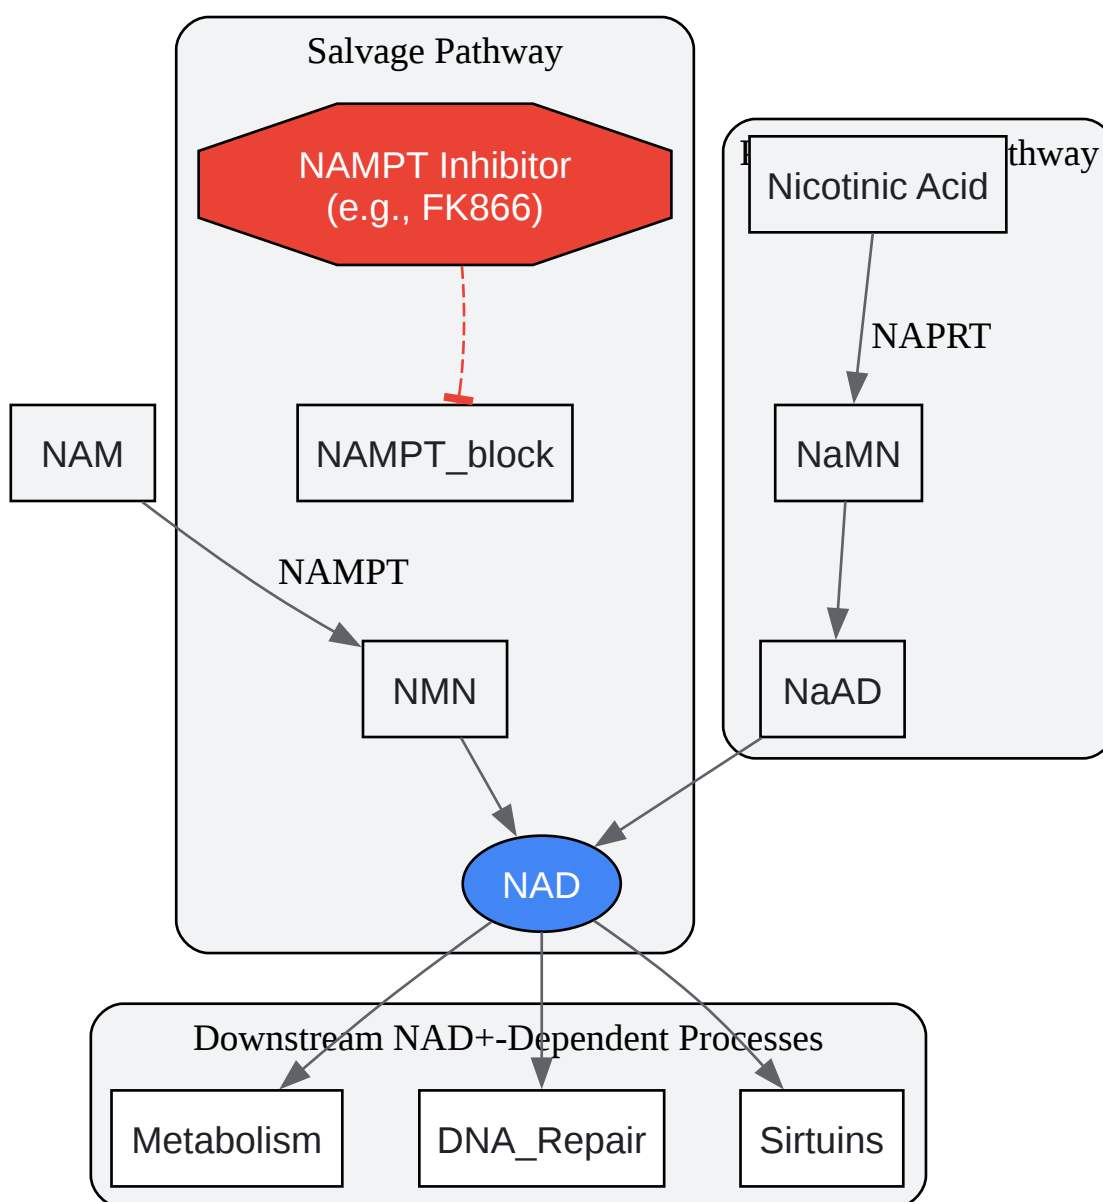 Salvage Pathway
NAMPT Inhibitor
(e.g., FK866)
thway
Nicotinic Acid
NAPRT
NAM
NAMPT_block
NaMN
NAMPT
NMN
NaAD
NAD
Downstream NAD+-Dependent Processes
Metabolism
DNA_Repair
Sirtuins